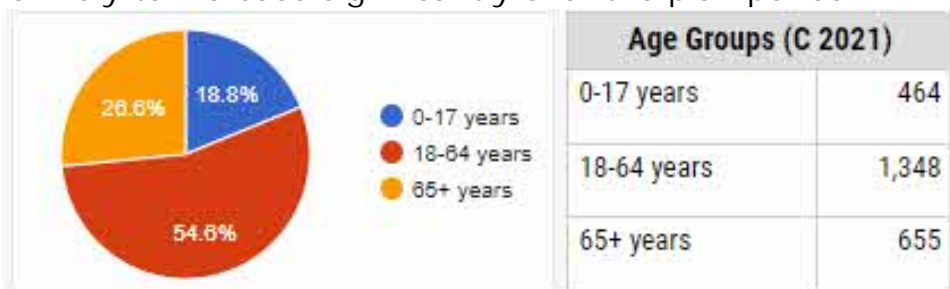 18.8%
26.6%
54.6%
0-17 years
18-64 years
65+ years
Age Groups (C 2021)
0-17 years 464
18-64 years 1,348
65+ years 655